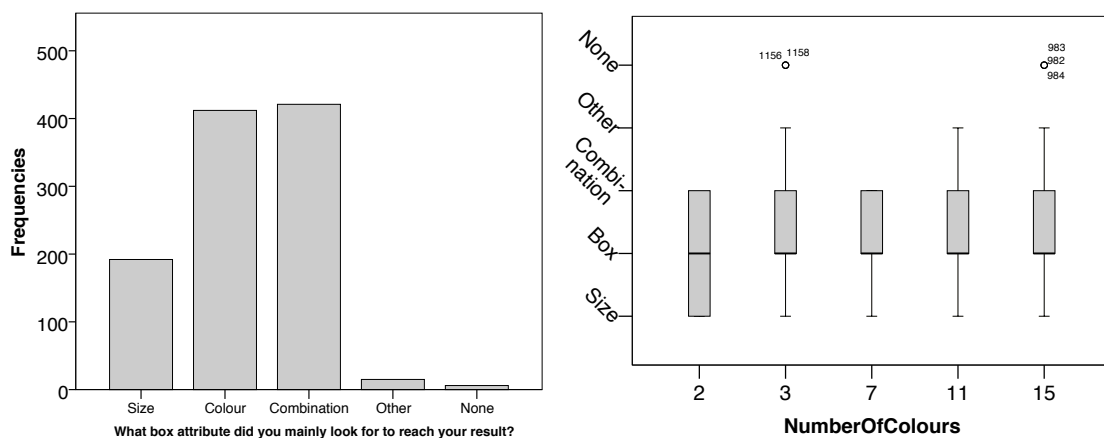 500
400
300
200
100
0
Frequencies
Size Colour Combination Other None
What box attribute did you mainly look for to reach your result?
None
Other
Combi-
nation
Box
Size
1156 1158
983
982
984
2 3 7 11 15
NumberOfColours